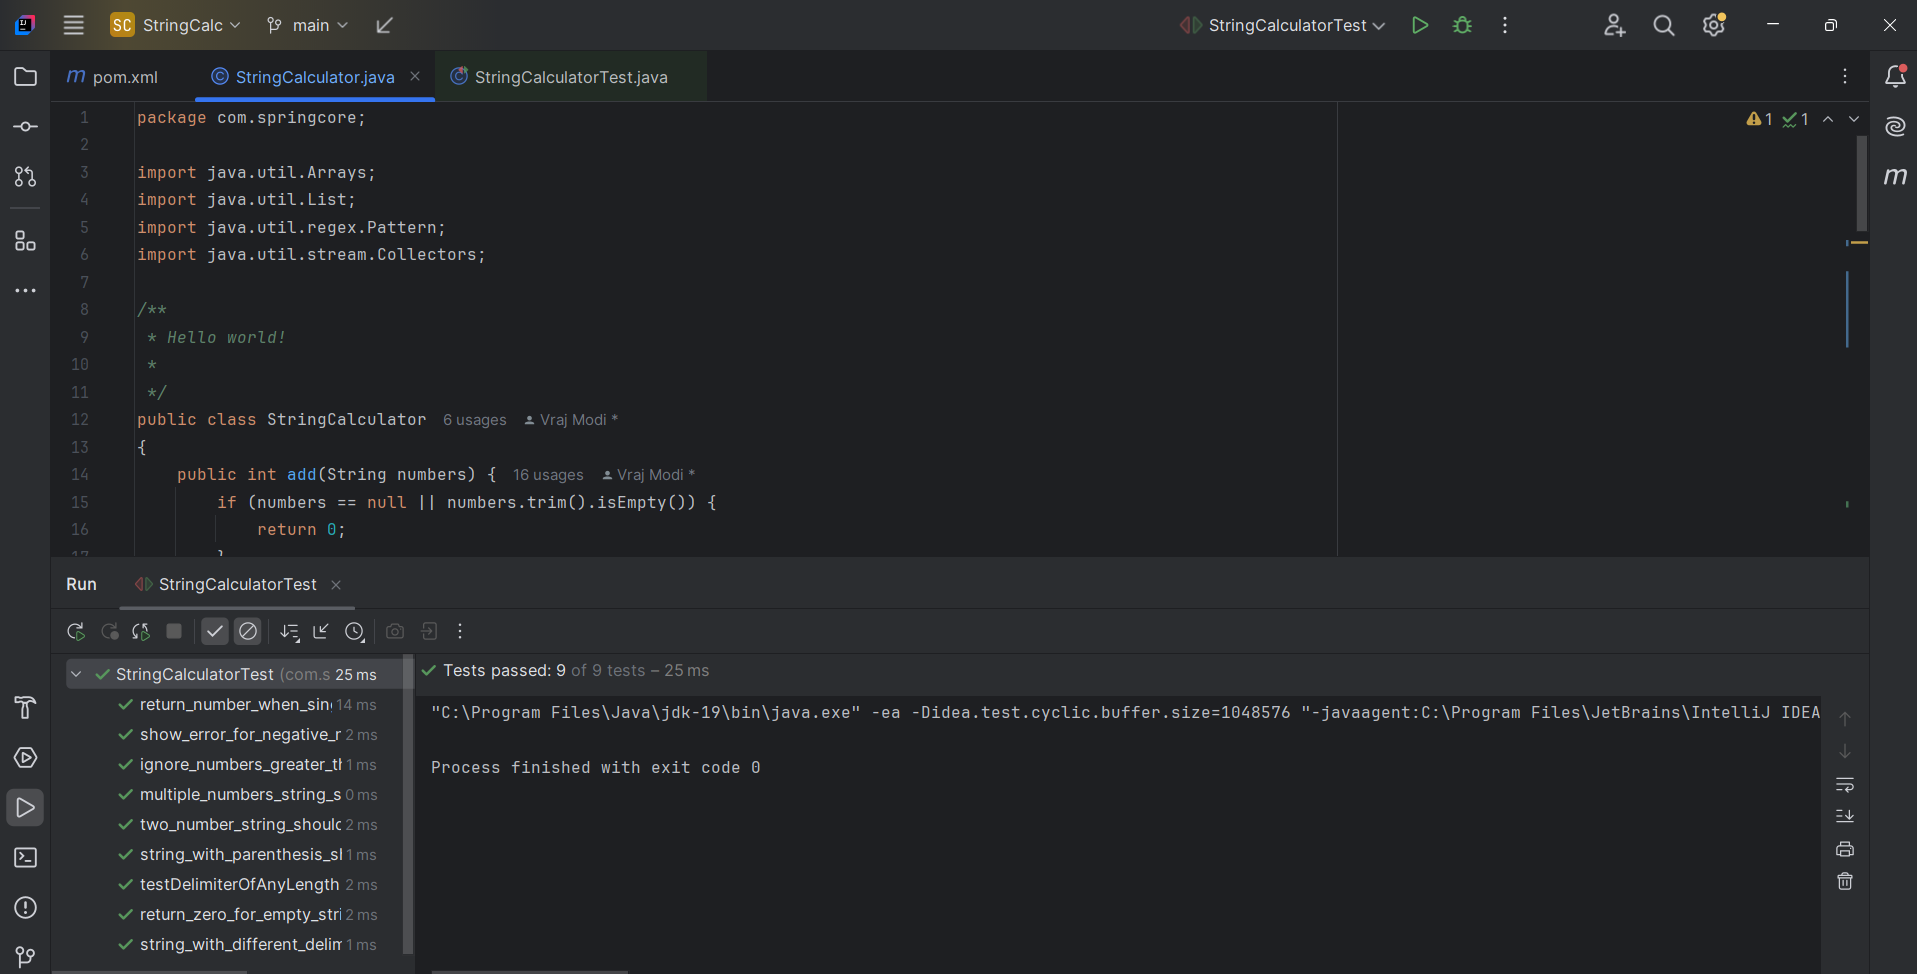 SC StringCalc main StringCalculatorTest
m pom.xml StringCalculator.java StringCalculatorTest.java
1 package com.springcore; 1 1
2
3 import java.util.Arrays;
4 import java.util.List;
5 import java.util.regex.Pattern;
6 import java.util.stream.Collectors;
7
8 /**
9 * Hello world!
10 *
11 */
12 public class StringCalculator 6 usages Vraj Modi *
13 {
14 public int add(String numbers) { 16 usages Vraj Modi *
15 if (numbers == null || numbers.trim().isEmpty()) {
16 return 0;
17 }
Run StringCalculatorTest
StringCalculatorTest (com.s 25 ms
return_number_when_sin 14 ms
show_error_for_negative_ 2 ms
ignore_numbers_greater_t 1 ms
multiple_numbers_string_s 0 ms
two_number_string_should 2 ms
string_with_parenthesis_s 1 ms
testDelimiterOfAnyLength 2 ms
return_zero_for_empty_stri 2 ms
string_with_different_delim 1 ms
Tests passed: 9 of 9 tests – 25 ms
"C:\Program Files\Java\jdk-19\bin\java.exe" -ea -Didea.test.cyclic.buffer.size=1048576 "-javaagent:C:\Program Files\JetBrains\IntelliJ IDEA
Process finished with exit code 0